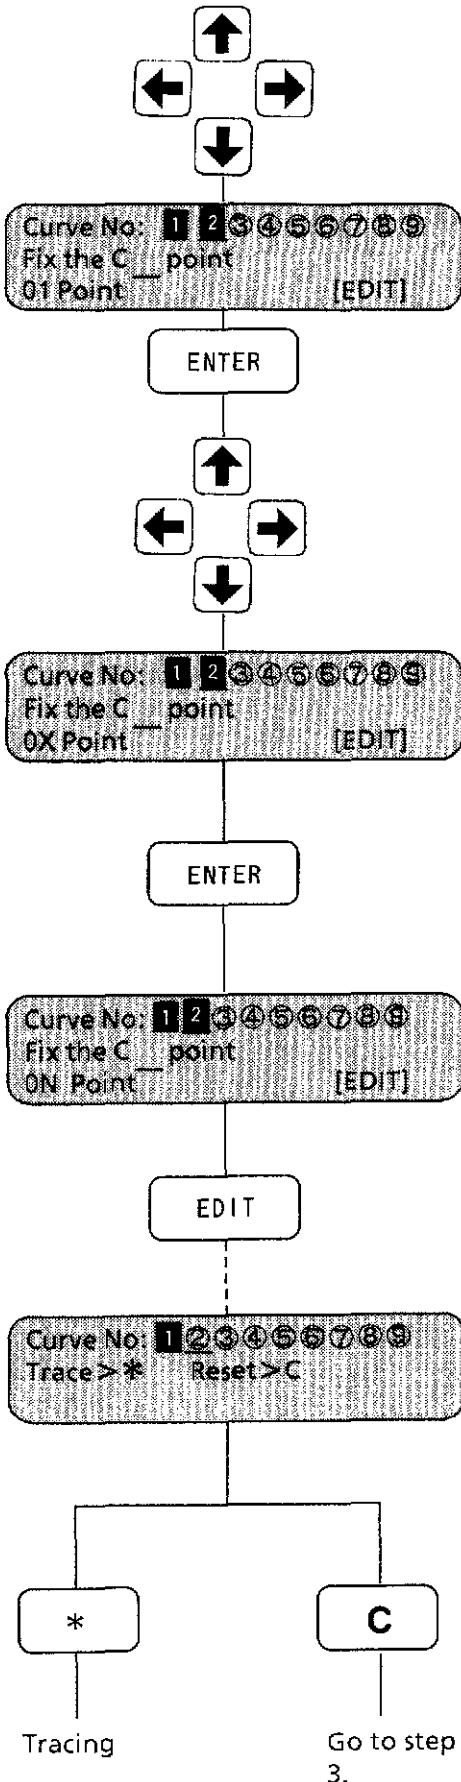 ↑
← →
↓
Curve No: 1 2 ③ ④ ⑤ ⑥ ⑦ ⑧ ⑨
Fix the C__ point
01 Point [EDIT]
ENTER
↑
← →
↓
Curve No: 1 2 ③ ④ ⑤ ⑥ ⑦ ⑧ ⑨
Fix the C__ point
0X Point [EDIT]
ENTER
Curve No: 1 2 ③ ④ ⑤ ⑥ ⑦ ⑧ ⑨
Fix the C__ point
0N Point [EDIT]
EDIT
Curve No: 1 ② ③ ④ ⑤ ⑥ ⑦ ⑧ ⑨
Trace>* Reset>C
* C
Tracing Go to step
3.